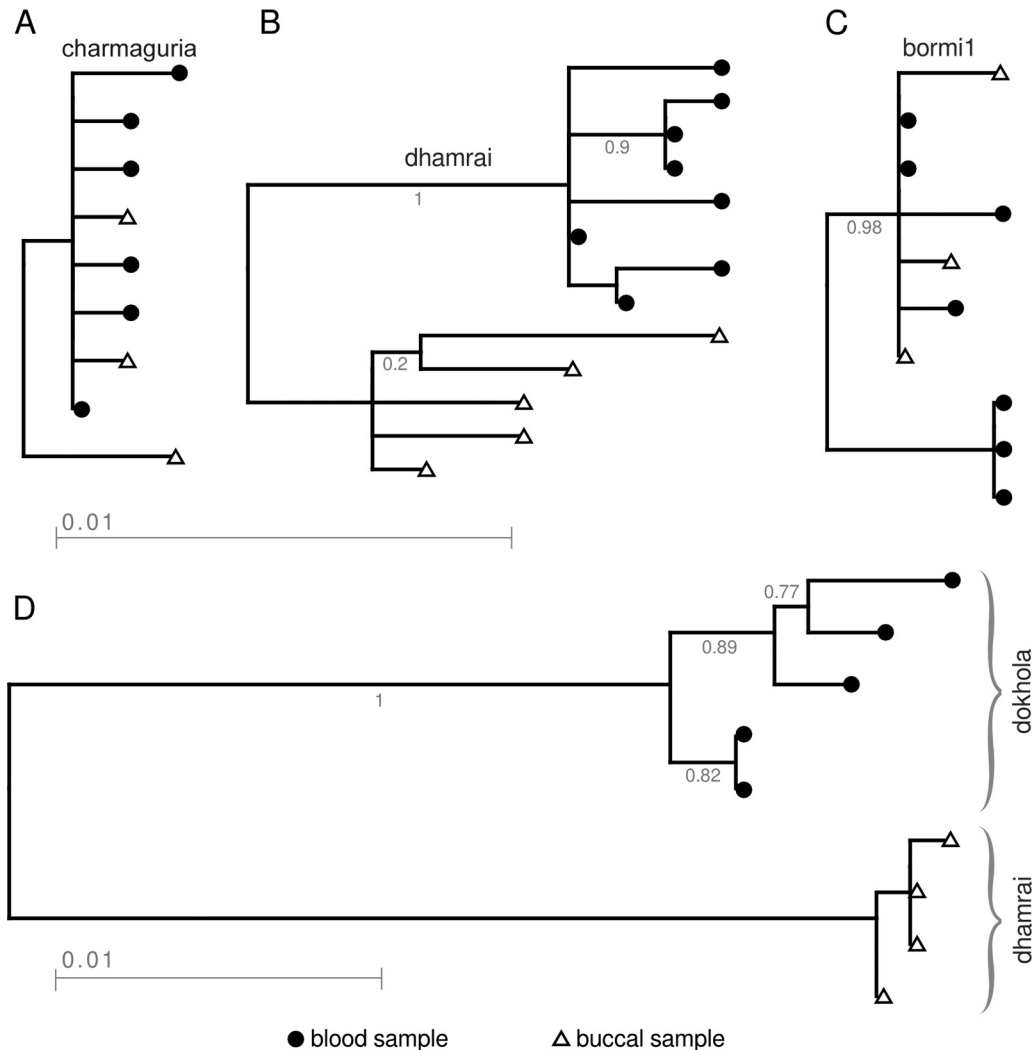 A
charmaguria
B
dhamrai
1
0.9
0.2
C
bormi1
0.98
0.01
D
0.77
0.89
1
0.82
dokhola
dhamrai
0.01
blood sample
buccal sample